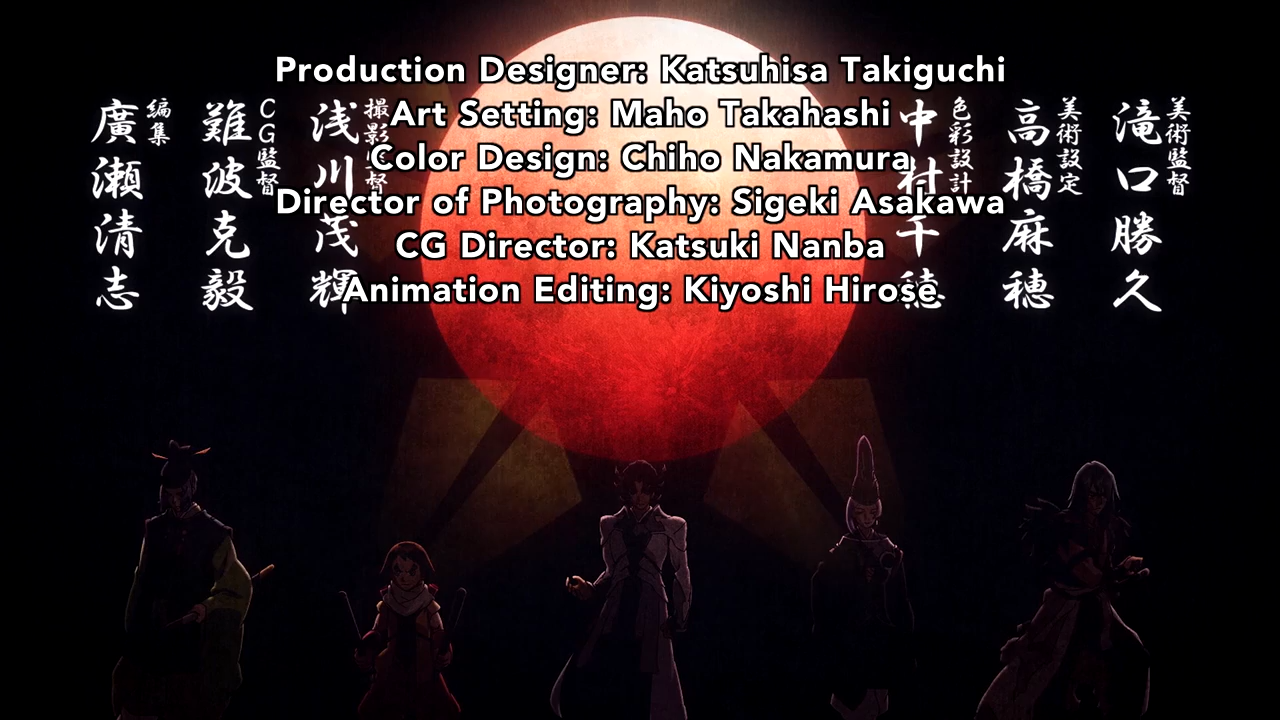 Production Designer: Katsuhisa Takiguchi
Art Setting: Maho Takahashi
Color Design: Chiho Nakamura
Director of Photography: Sigeki Asakawa
CG Director: Katsuki Nanba
Animation Editing: Kiyoshi Hirose
美術監督
滝口勝久
美術設定
高橋麻穂
色彩設計
中村千穂
撮影監督
浅川茂輝
CG監督
難波克毅
編集
廣瀬清志